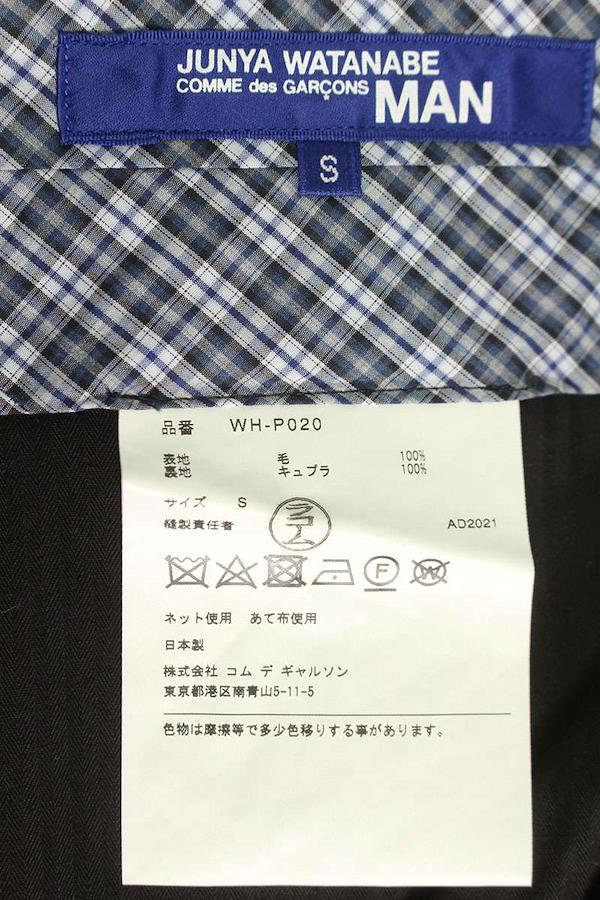 JUNYA WATANABE
COMME des GARÇONS MAN
S
品番 WH-P020
表地 毛 100%
裏地 キュプラ 100%
サイズ S
縫製責任者 ラコム AD2021
F W
ネット使用 あて布使用
日本製
株式会社 コム デ ギャルソン
東京都港区南青山5-11-5
色物は摩擦等で多少色移りする事があります。